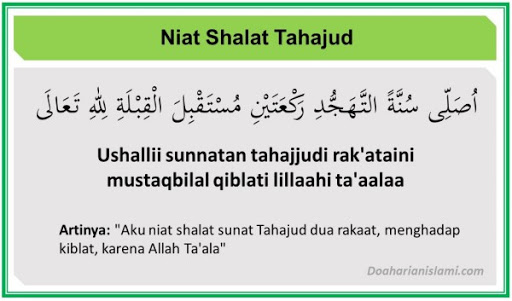 Niat Shalat Tahajud
اُصَلِّى سُنَّةً التَّهَجُّدِ رَكْعَتَيْنِ مُسْتَقْبِلَ الْقِبْلَةِ لِلّٰهِ تَعَالَى
Ushallii sunnatan tahajjudi rak'ataini
mustaqbilal qiblati lillaahi ta'aalaa
Artinya: "Aku niat shalat sunat Tahajud dua rakaat, menghadap
kiblat, karena Allah Ta'ala"
Doaharianislami.com